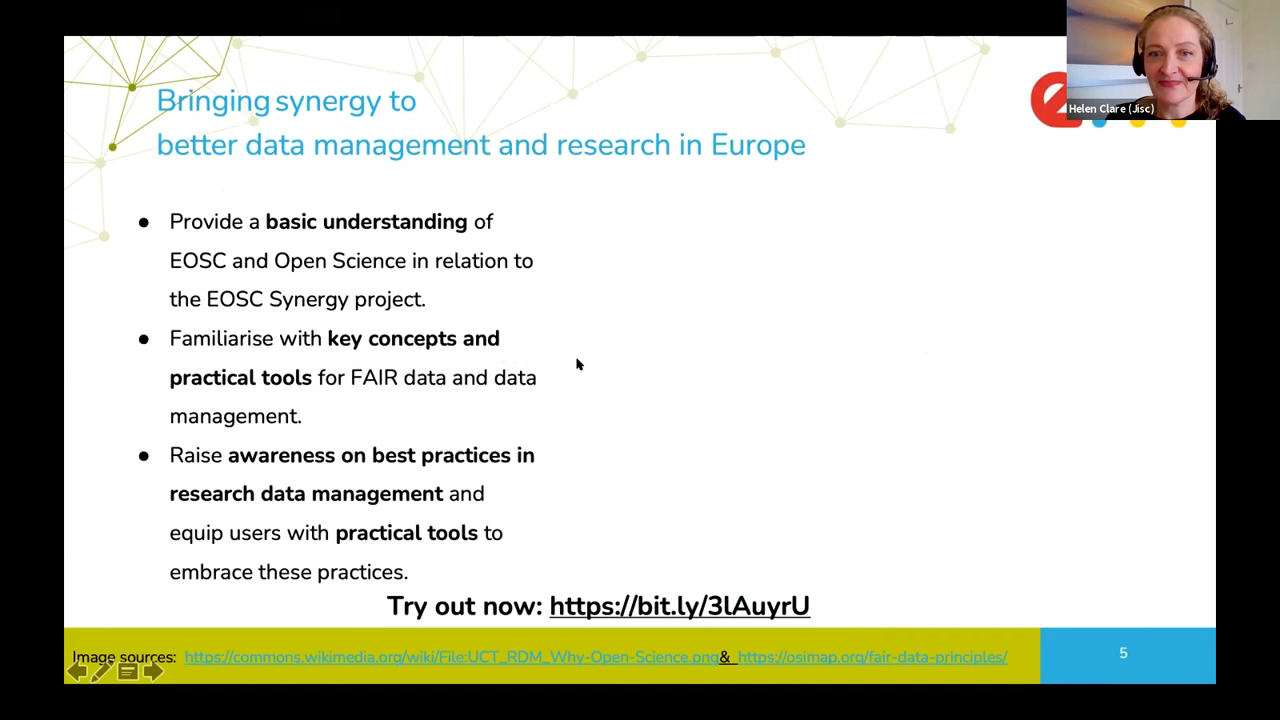 Bringing synergy to
better data management and research in Europe
Helen Clare (Jisc)
● Provide a basic understanding of
EOSC and Open Science in relation to
the EOSC Synergy project.
● Familiarise with key concepts and
practical tools for FAIR data and data
management.
● Raise awareness on best practices in
research data management and
equip users with practical tools to
embrace these practices.
Try out now: https://bit.ly/3lAuyrU
Image sources: https://commons.wikimedia.org/wiki/File:UCT_RDM_Why-Open-Science.png& https://osimap.org/fair-data-principles/
5